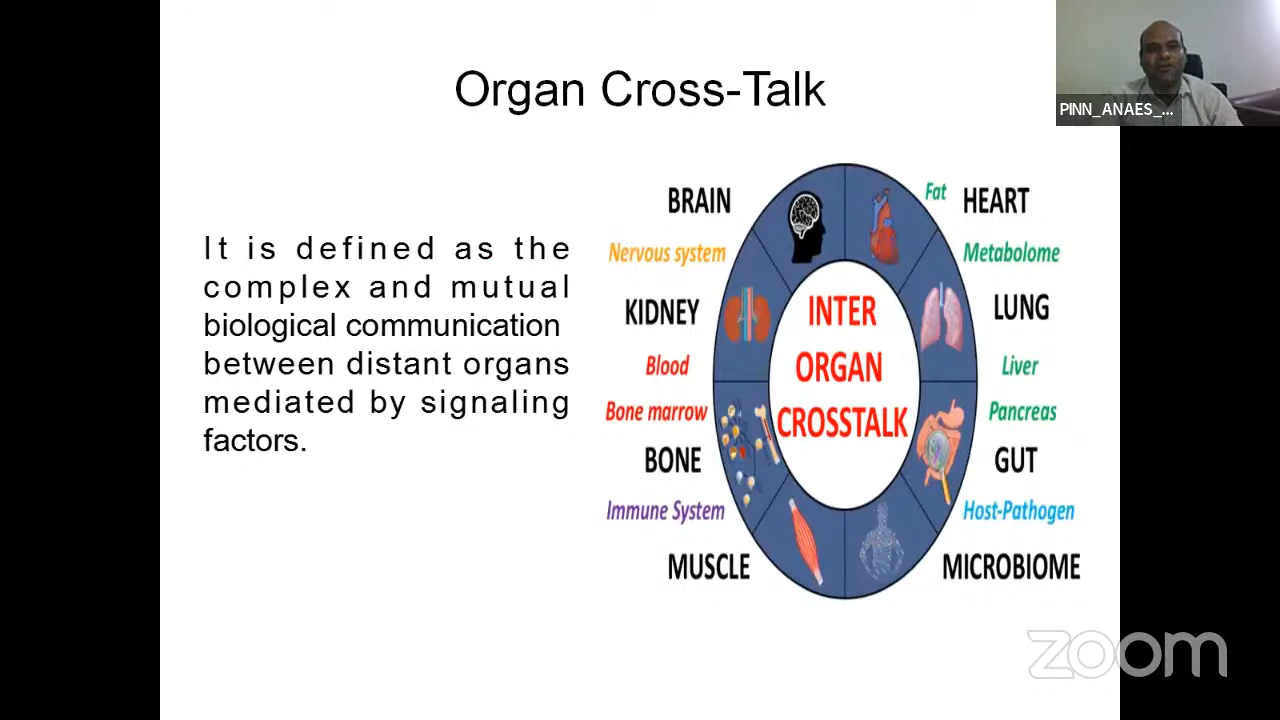 Organ Cross-Talk
PINN_ANAES_...
It is defined as the
complex and mutual
biological communication
between distant organs
mediated by signaling
factors.
BRAIN
Nervous system
KIDNEY
Blood
Bone marrow
BONE
Immune System
MUSCLE
INTER
ORGAN
CROSSTALK
Fat
HEART
Metabolome
LUNG
Liver
Pancreas
GUT
Host-Pathogen
MICROBIOME
zoom